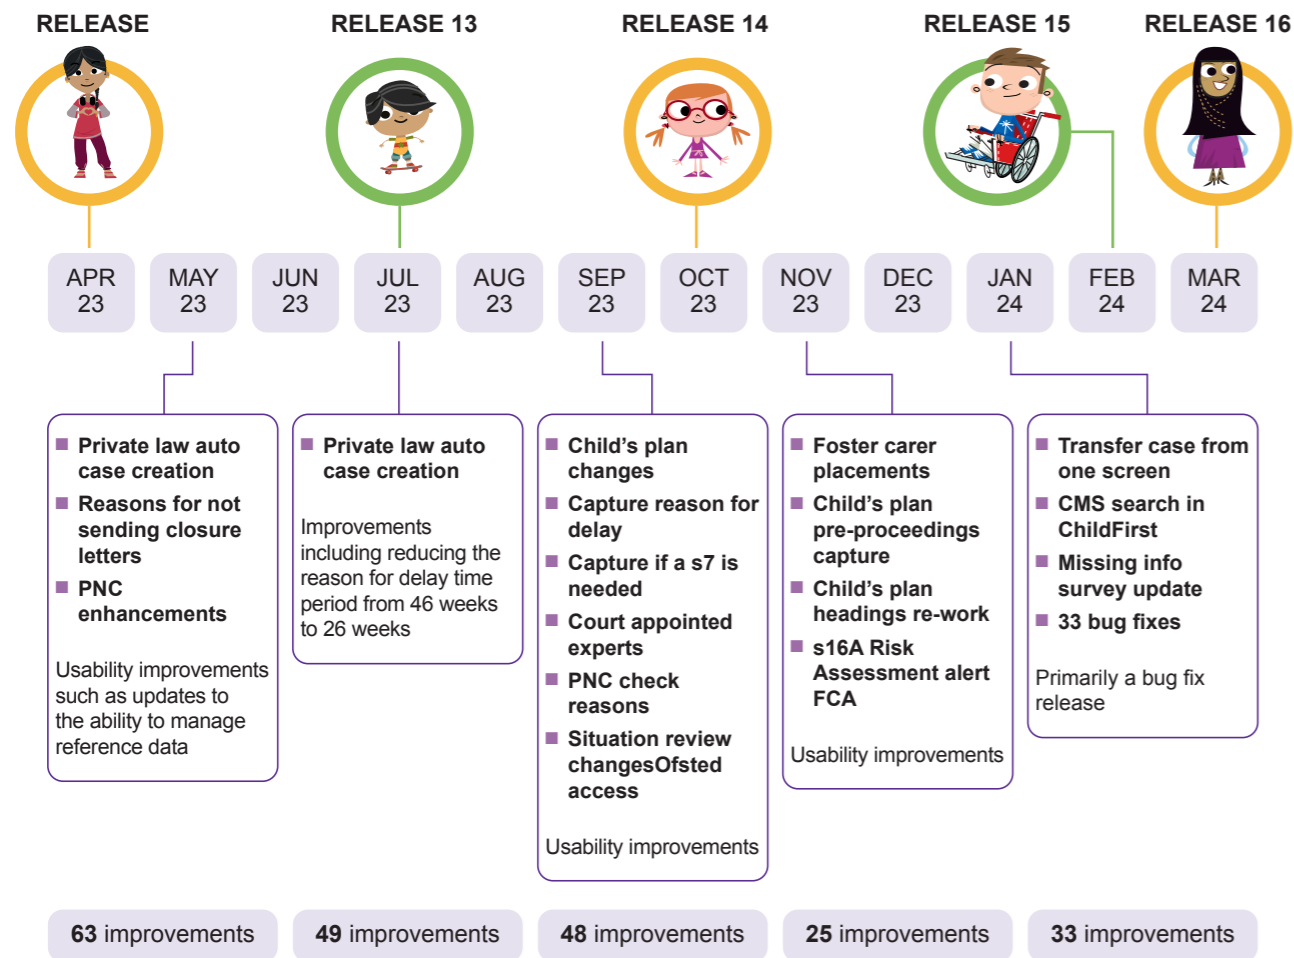 RELEASE
RELEASE 13
RELEASE 14
RELEASE 15
RELEASE 16
APR
23
MAY
23
JUN
23
JUL
23
AUG
23
SEP
23
OCT
23
NOV
23
DEC
23
JAN
24
FEB
24
MAR
24
Private law auto
case creation
Reasons for not
sending closure
letters
PNC
enhancements
Usability improvements
such as updates to
the ability to manage
reference data
Private law auto
case creation
Improvements
including reducing the
reason for delay time
period from 46 weeks
to 26 weeks
Child's plan
changes
Capture reason for
delay
Capture if a s7 is
needed
Court appointed
experts
PNC check
reasons
Situation review
changesOfsted
access
Usability improvements
Foster carer
placements
Child's plan
pre-proceedings
capture
Child's plan
headings re-work
s16A Risk
Assessment alert
FCA
Usability improvements
Transfer case from
one screen
CMS search in
ChildFirst
Missing info
survey update
33 bug fixes
Primarily a bug fix
release
63 improvements
49 improvements
48 improvements
25 improvements
33 improvements